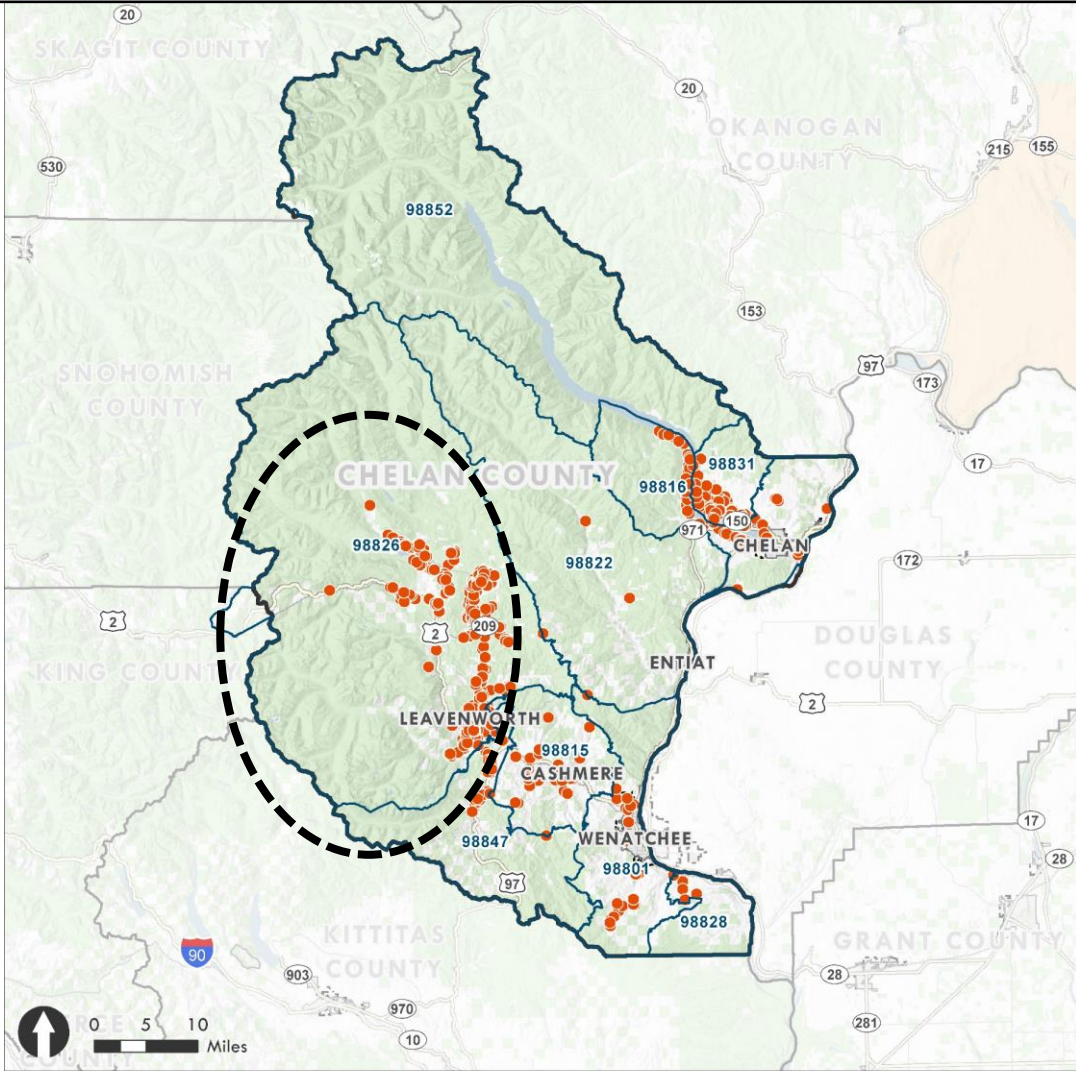 20
SKAGIT COUNTY
20
OKANOGAN
COUNTY
215
155
530
98852
153
SNOHOMISH
COUNTY
97
173
CHELAN COUNTY
98831
17
98816
150
971
CHELAN
98826
98822
172
2
209
2
DOUGLAS
COUNTY
KING COUNTY
ENTIAT
2
LEAVENWORTH
98815
CASHMERE
17
98847
WENATCHEE
28
98801
97
98828
KITTITAS
COUNTY
GRANT COUNTY
90
903
28
970
281
10
0 5 10
Miles
COUNTY